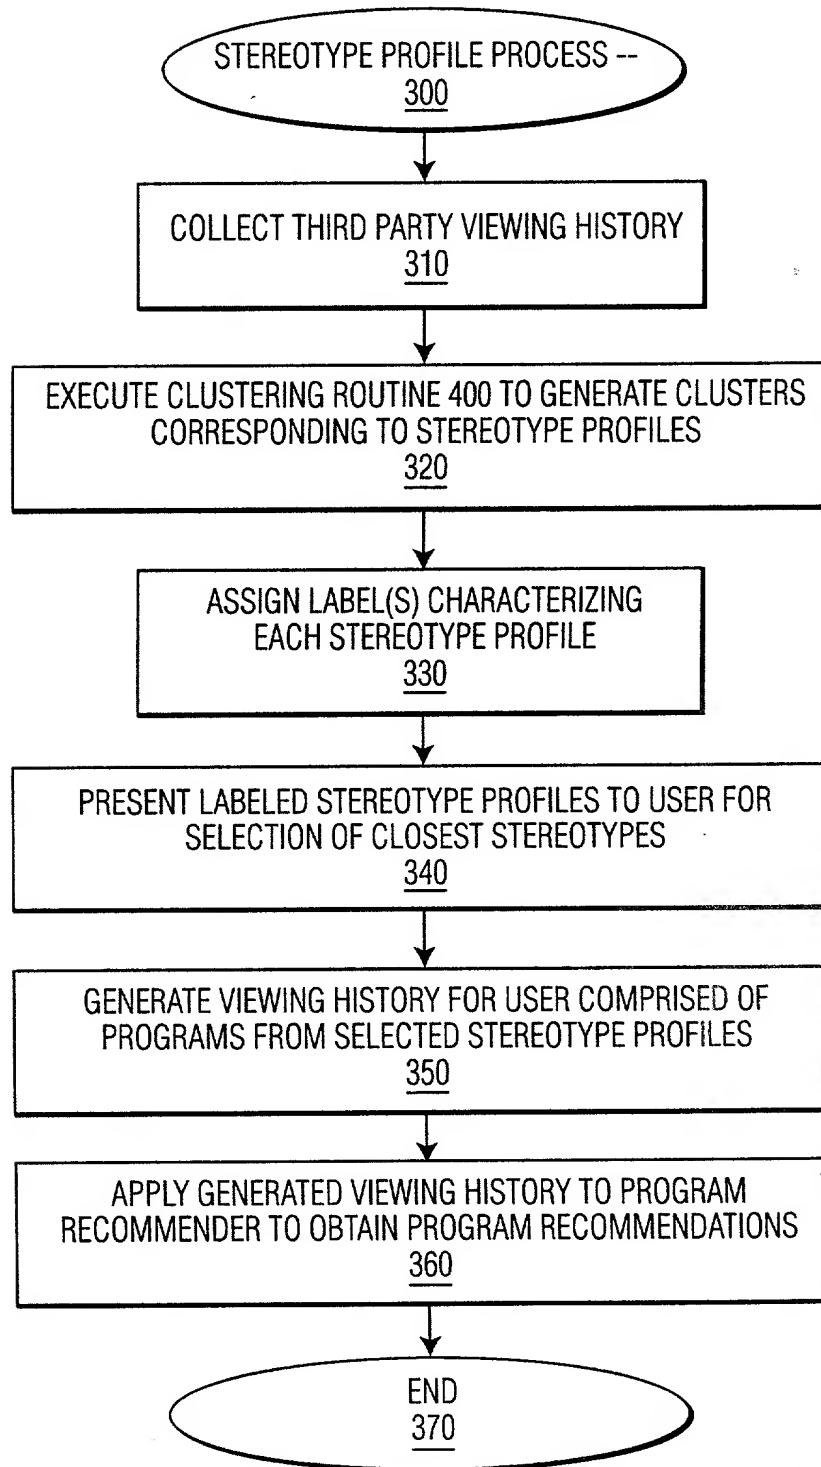 STEREOTYPE PROFILE PROCESS --
300
COLLECT THIRD PARTY VIEWING HISTORY
310
EXECUTE CLUSTERING ROUTINE 400 TO GENERATE CLUSTERS
CORRESPONDING TO STEREOTYPE PROFILES
320
ASSIGN LABEL(S) CHARACTERIZING
EACH STEREOTYPE PROFILE
330
PRESENT LABELED STEREOTYPE PROFILES TO USER FOR
SELECTION OF CLOSEST STEREOTYPES
340
GENERATE VIEWING HISTORY FOR USER COMPRISED OF
PROGRAMS FROM SELECTED STEREOTYPE PROFILES
350
APPLY GENERATED VIEWING HISTORY TO PROGRAM
RECOMMENDER TO OBTAIN PROGRAM RECOMMENDATIONS
360
END
370